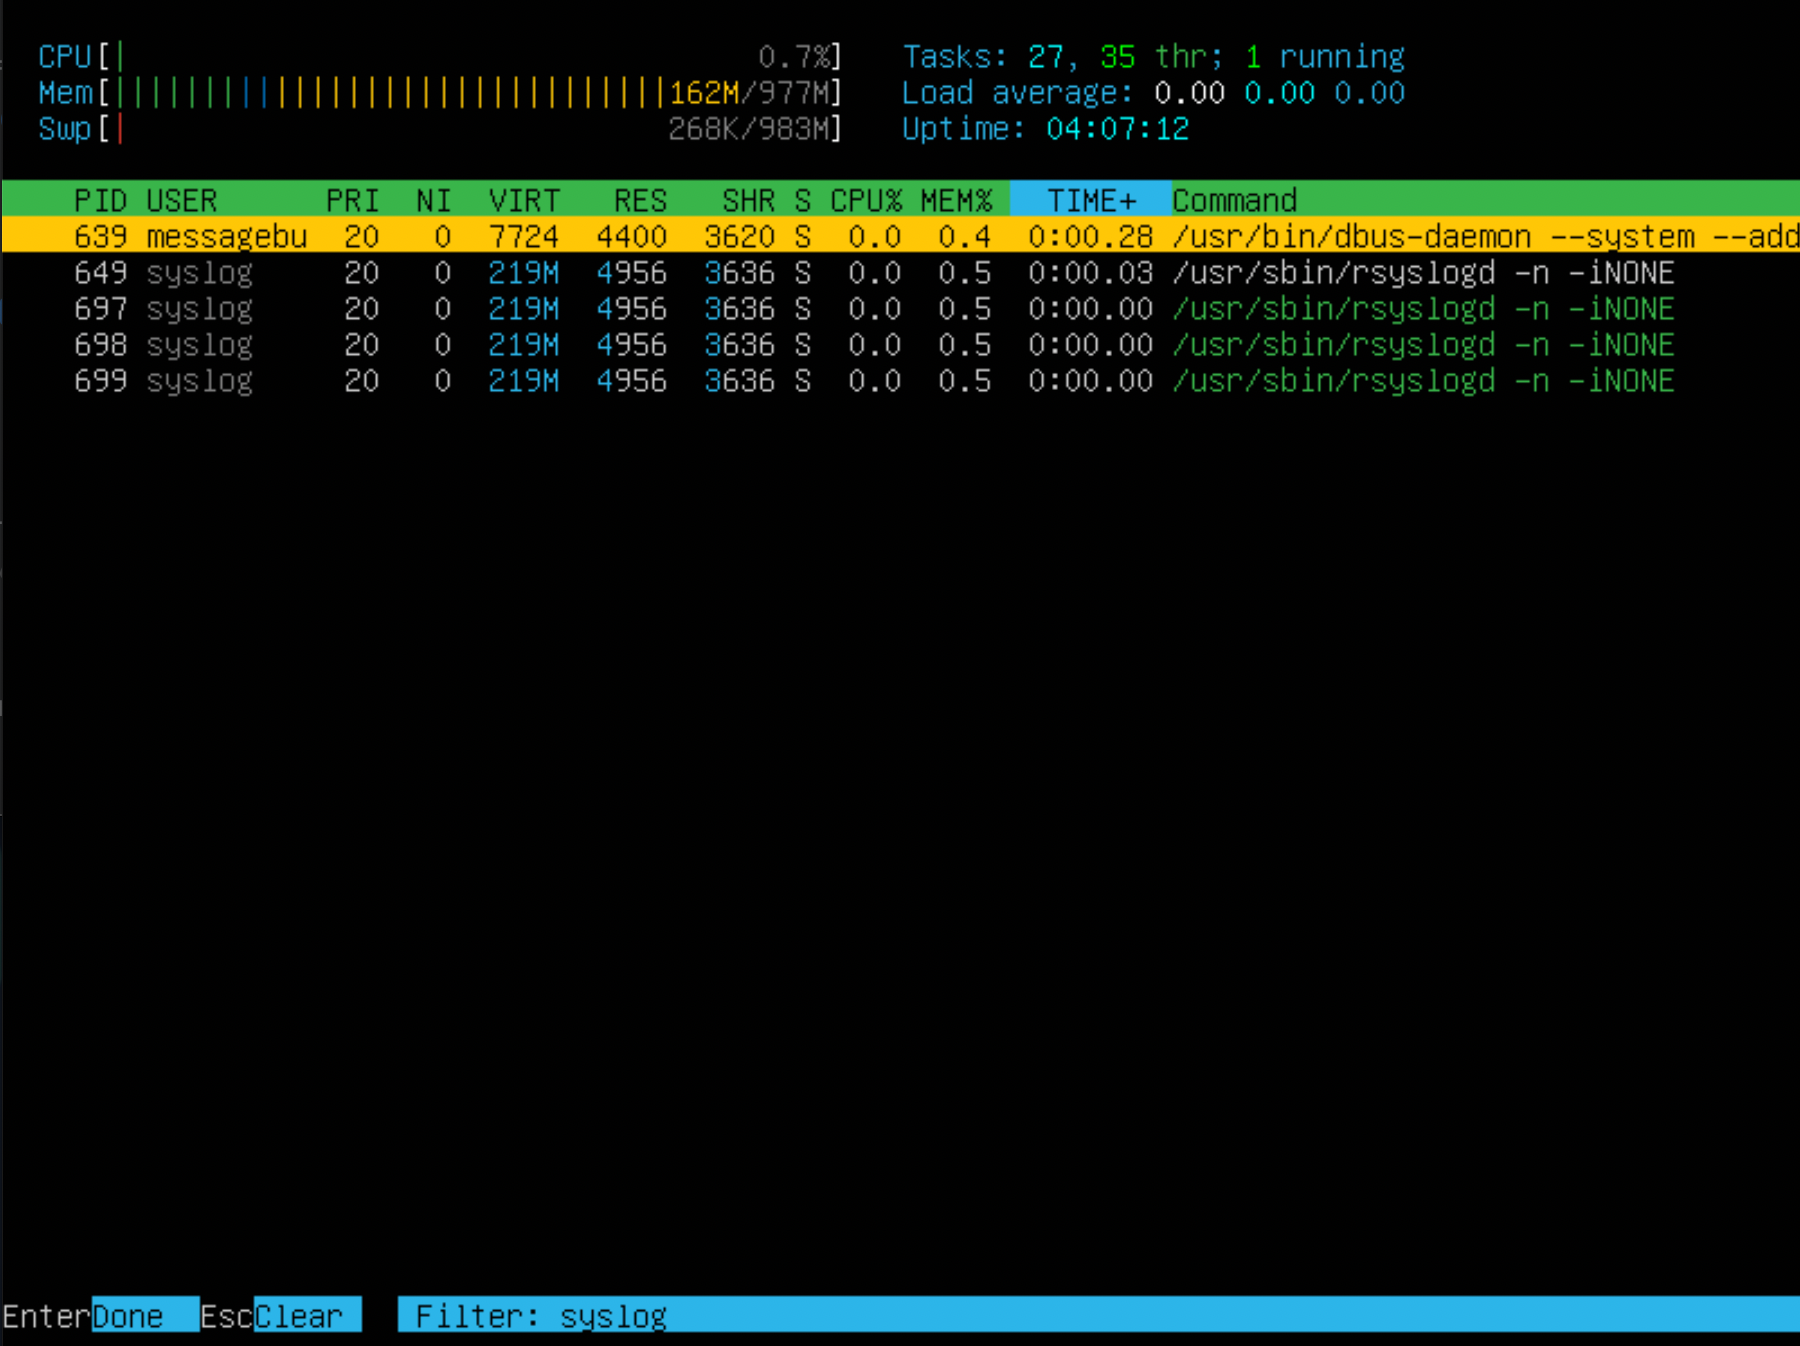 CPU[| 0.7%] Tasks: 27, 35 thr; 1 running
Mem[|||||||||||||||||||||||||||||||162M/977M] Load average: 0.00 0.00 0.00
Swp[| 268K/983M] Uptime: 04:07:12
PID USER PRI NI VIRT RES SHR S CPU% MEM% TIME+ Command
639 messagebu 20 0 7724 4400 3620 S 0.0 0.4 0:00.28 /usr/bin/dbus-daemon --system --add
649 syslog 20 0 219M 4956 3636 S 0.0 0.5 0:00.03 /usr/sbin/rsyslogd -n -iNONE
697 syslog 20 0 219M 4956 3636 S 0.0 0.5 0:00.00 /usr/sbin/rsyslogd -n -iNONE
698 syslog 20 0 219M 4956 3636 S 0.0 0.5 0:00.00 /usr/sbin/rsyslogd -n -iNONE
699 syslog 20 0 219M 4956 3636 S 0.0 0.5 0:00.00 /usr/sbin/rsyslogd -n -iNONE
EnterDone EscClear Filter: syslog